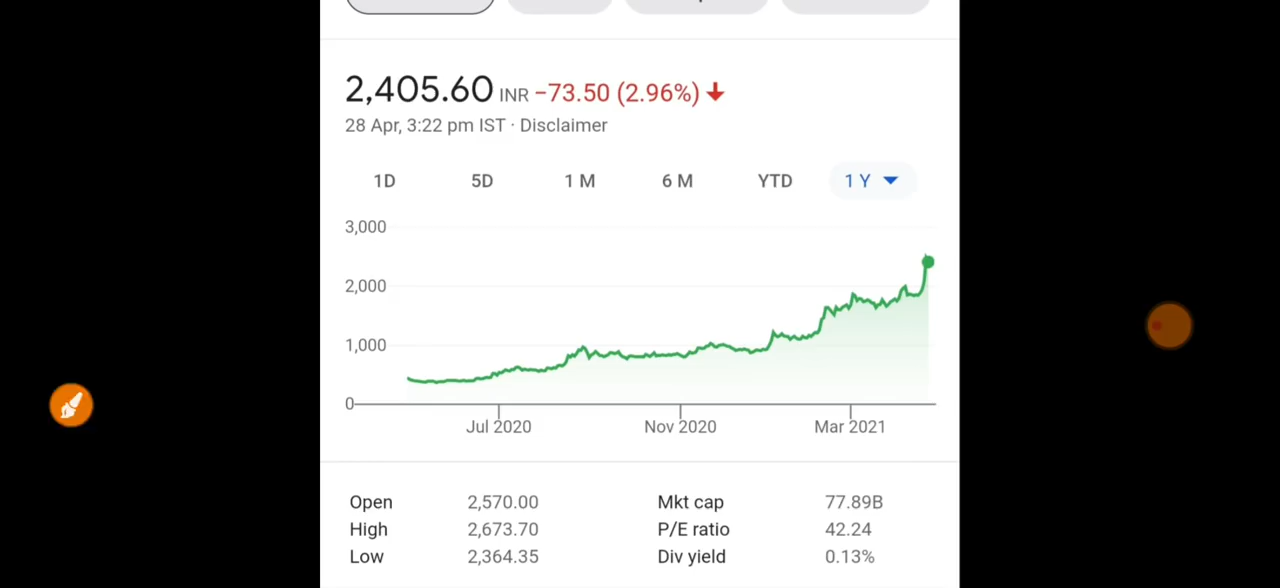 2,405.60 INR −73.50 (2.96%)
28 Apr, 3:22 pm IST · Disclaimer
1D 5D 1 M 6 M YTD 1 Y
3,000
2,000
1,000
0
Jul 2020 Nov 2020 Mar 2021
Open 2,570.00 Mkt cap 77.89B
High 2,673.70 P/E ratio 42.24
Low 2,364.35 Div yield 0.13%